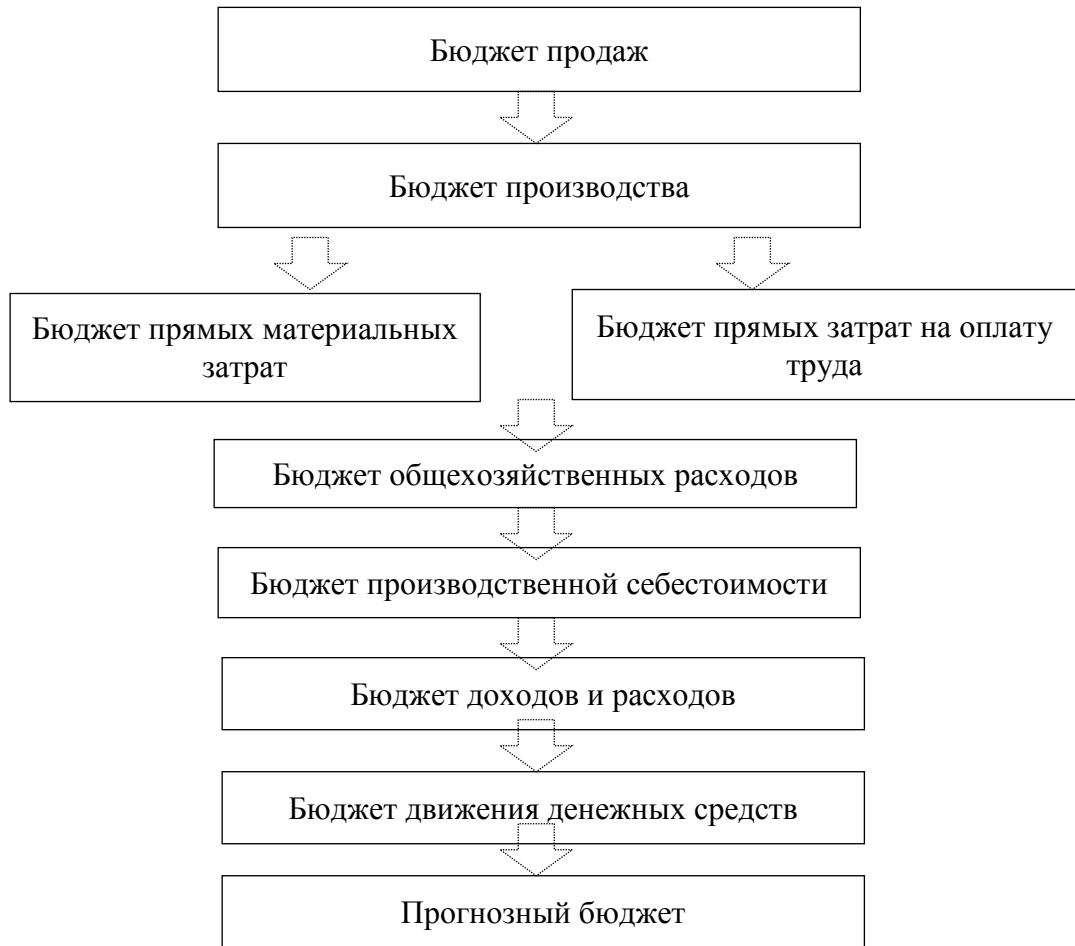 Бюджет продаж
Бюджет производства
Бюджет прямых материальных
затрат
Бюджет прямых затрат на оплату
труда
Бюджет общехозяйственных расходов
Бюджет производственной себестоимости
Бюджет доходов и расходов
Бюджет движения денежных средств
Прогнозный бюджет